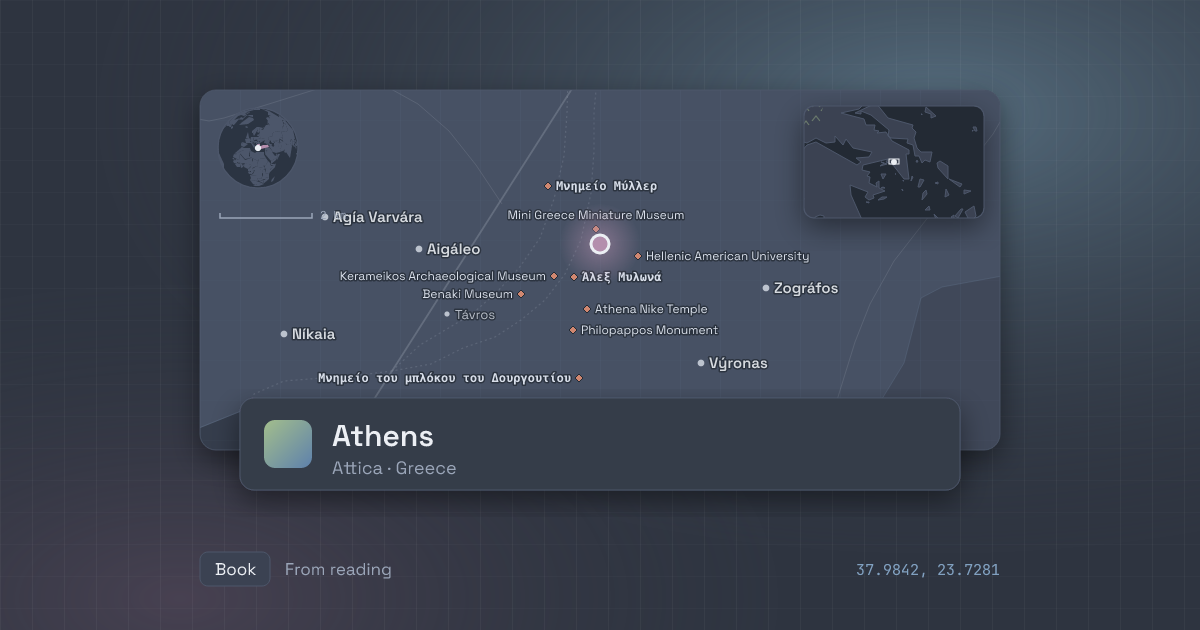 Μνημείο Μύλλερ
Mini Greece Miniature Museum
Agía Varvára
Aigáleo
Hellenic American University
Kerameikos Archaeological Museum
Άλεξ Μυλωνά
Zográfos
Benaki Museum
Athena Nike Temple
Távros
Philopappos Monument
Níkaia
Výronas
Μνημείο του μπλόκου του Δουργουτίου
Athens
Attica · Greece
Book
From reading
37.9842, 23.7281